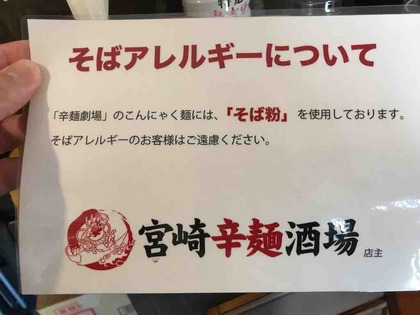 そばアレルギーについて
「辛麺劇場」のこんにゃく麺には、「そば粉」を使用しております。
そばアレルギーのお客様はご遠慮ください。
宮崎辛麺酒場 店主